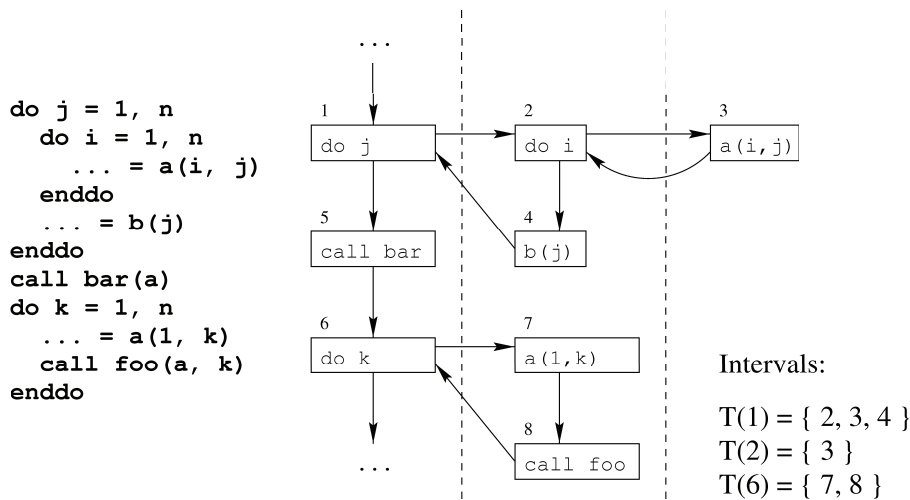 do j = 1, n
do i = 1, n
... = a(i, j)
enddo
... = b(j)
enddo
call bar(a)
do k = 1, n
... = a(1, k)
call foo(a, k)
enddo
...
1
do j
2
do i
3
a(i,j)
5
call bar
4
b(j)
6
do k
7
a(1,k)
8
call foo
...
Intervals:
T(1) = { 2, 3, 4 }
T(2) = { 3 }
T(6) = { 7, 8 }